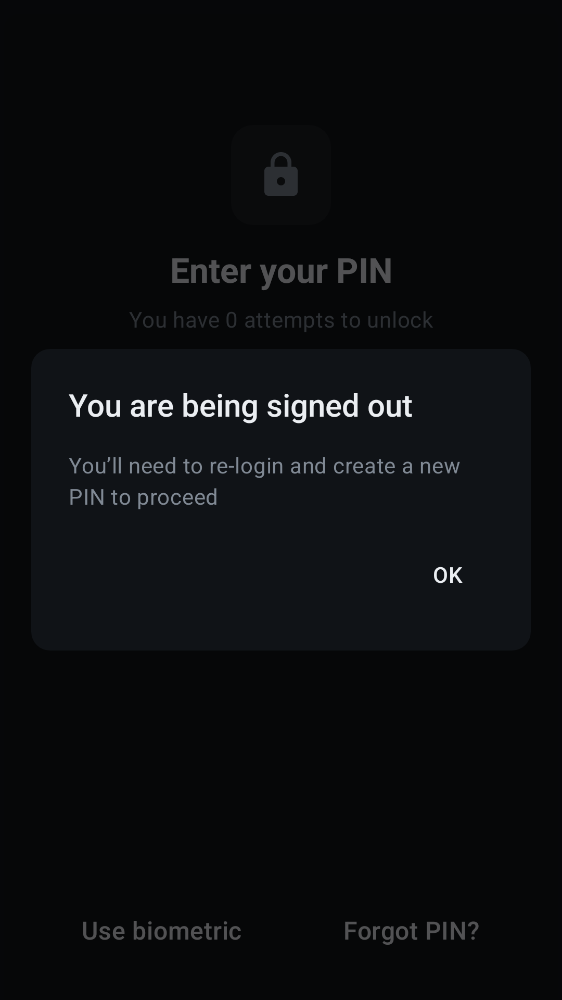 Enter your PIN
You have 0 attempts to unlock
You are being signed out
You’ll need to re-login and create a new
PIN to proceed
OK
Use biometric
Forgot PIN?